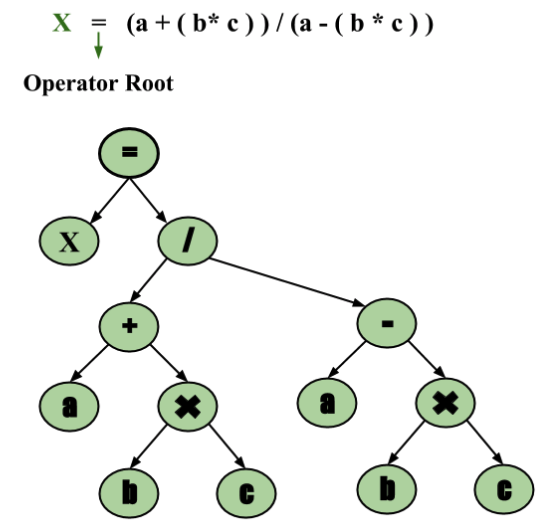 X = (a + ( b* c ) ) / (a - ( b * c ) )
Operator Root
=
X /
+ -
a ✖ a ✖
b c b c